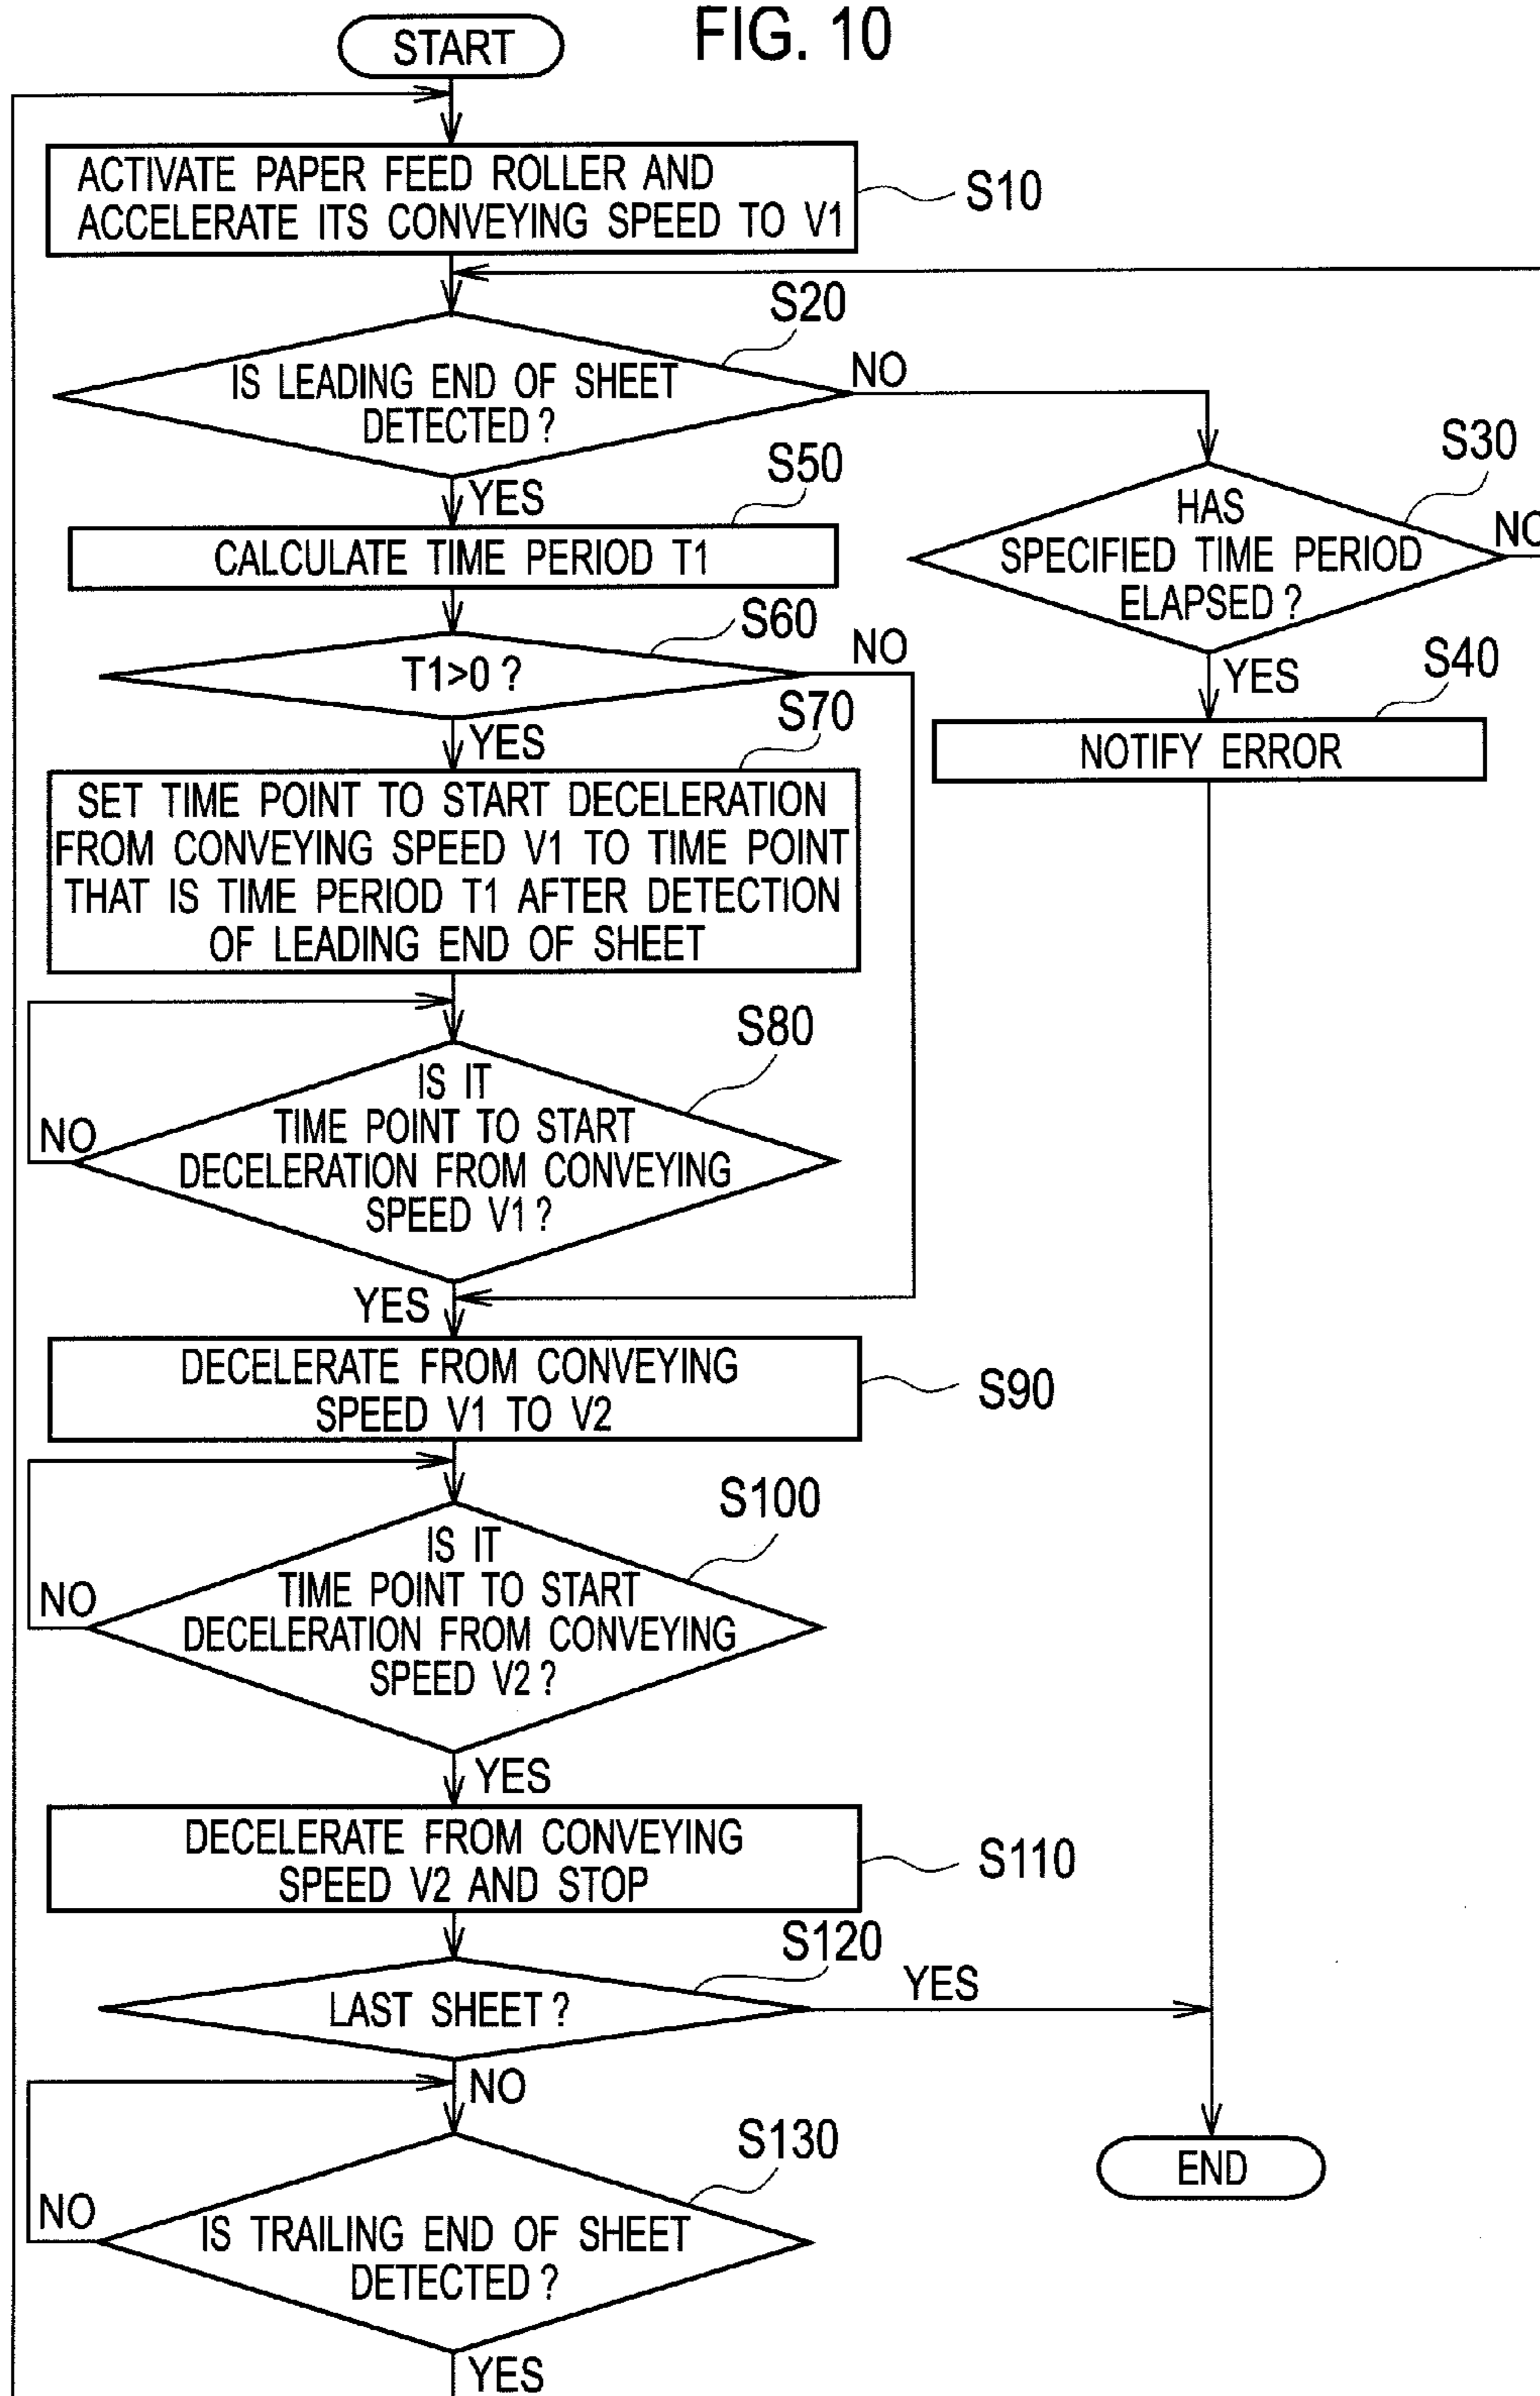 FIG. 10
START
ACTIVATE PAPER FEED ROLLER AND
ACCELERATE ITS CONVEYING SPEED TO V1
S10
S20
IS LEADING END OF SHEET
DETECTED?
NO
YES
S30
HAS
SPECIFIED TIME PERIOD
ELAPSED?
NO
YES
S40
NOTIFY ERROR
S50
CALCULATE TIME PERIOD T1
S60
T1>0?
NO
YES
S70
SET TIME POINT TO START DECELERATION
FROM CONVEYING SPEED V1 TO TIME POINT
THAT IS TIME PERIOD T1 AFTER DETECTION
OF LEADING END OF SHEET
S80
IS IT
TIME POINT TO START
DECELERATION FROM CONVEYING
SPEED V1?
NO
YES
DECELERATE FROM CONVEYING
SPEED V1 TO V2
S90
S100
IS IT
TIME POINT TO START
DECELERATION FROM CONVEYING
SPEED V2?
NO
YES
DECELERATE FROM CONVEYING
SPEED V2 AND STOP
S110
S120
LAST SHEET?
YES
NO
S130
IS TRAILING END OF SHEET
DETECTED?
NO
YES
END